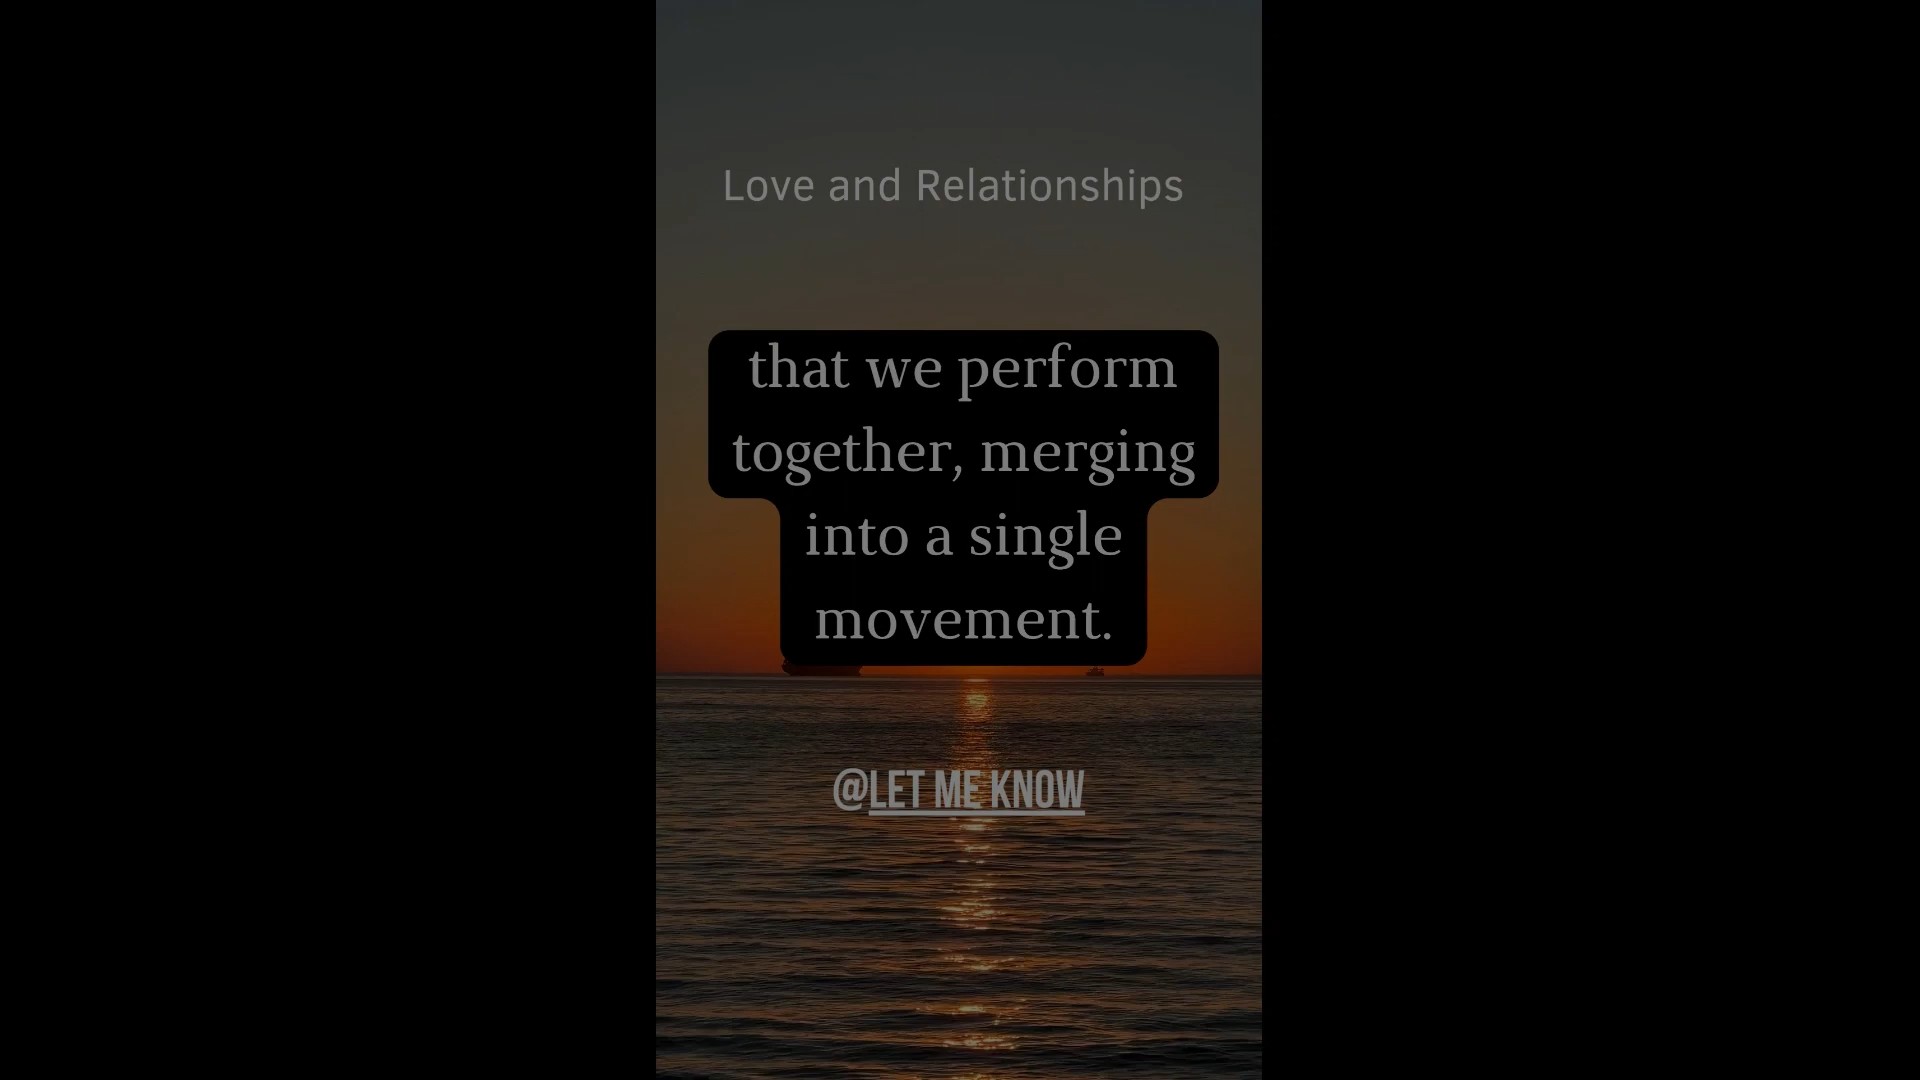 Love and Relationships
that we perform
together, merging
into a single
movement.
@LET ME KNOW